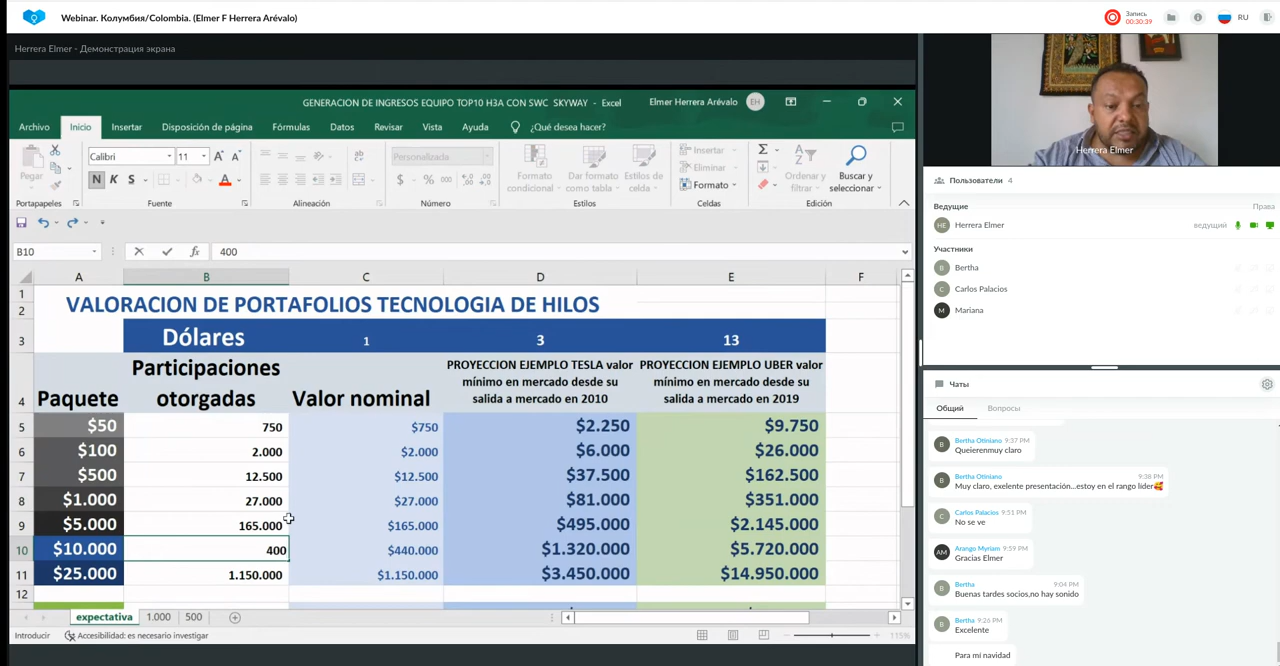 Webinar. Колумбия/Colombia. (Elmer F Herrera Arévalo)
Запись
00:30:39
RU
Herrera Elmer - Демонстрация экрана
GENERACION DE INGRESOS EQUIPO TOP10 H3A CON SWC SKYWAY - Excel
Elmer Herrera Arévalo
EH
Archivo
Inicio
Insertar
Disposición de página
Fórmulas
Datos
Revisar
Vista
Ayuda
¿Qué desea hacer?
Pegar
Calibri
11
N K S
Personalizada
$ % 000
Formato condicional
Dar formato como tabla
Estilos de celda
Insertar
Eliminar
Formato
Ordenar y filtrar
Buscar y seleccionar
Portapapeles
Fuente
Alineación
Número
Estilos
Celdas
Edición
B10
fx
400
A B C D E F
1
2 VALORACION DE PORTAFOLIOS TECNOLOGIA DE HILOS
3 Dólares 1 3 13
4 Paquete
Participaciones otorgadas
Valor nominal
PROYECCION EJEMPLO TESLA valor mínimo en mercado desde su salida a mercado en 2010
PROYECCION EJEMPLO UBER valor mínimo en mercado desde su salida a mercado en 2019
5 $50 750 $750 $2.250 $9.750
6 $100 2.000 $2.000 $6.000 $26.000
7 $500 12.500 $12.500 $37.500 $162.500
8 $1.000 27.000 $27.000 $81.000 $351.000
9 $5.000 165.000 $165.000 $495.000 $2.145.000
10 $10.000 400 $440.000 $1.320.000 $5.720.000
11 $25.000 1.150.000 $1.150.000 $3.450.000 $14.950.000
12
expectativa
1.000
500
Introducir
Accesibilidad: es necesario investigar
115%
Herrera Elmer
Пользователи 4
Ведущие
Права
HE
Herrera Elmer
ведущий
Участники
B
Bertha
C
Carlos Palacios
M
Mariana
Чаты
Общий
Вопросы
B
Bertha Otiniano 9:37 PM
Queierenmuy claro
B
Bertha Otiniano 9:38 PM
Muy claro, exelente presentación...estoy en el rango lider🥰
C
Carlos Palacios 9:51 PM
No se ve
AM
Arango Myriam 9:59 PM
Gracias Elmer
B
Bertha 9:04 PM
Buenas tardes socios,no hay sonido
B
Bertha 9:26 PM
Excelente
Para mí navidad